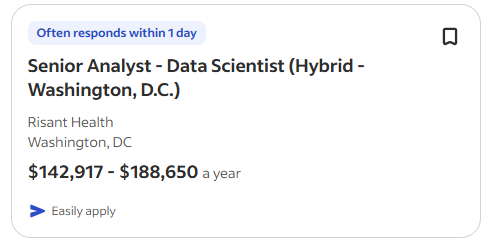 Often responds within 1 day
Senior Analyst - Data Scientist (Hybrid -
Washington, D.C.)
Risant Health
Washington, DC
$142,917 - $188,650 a year
Easily apply